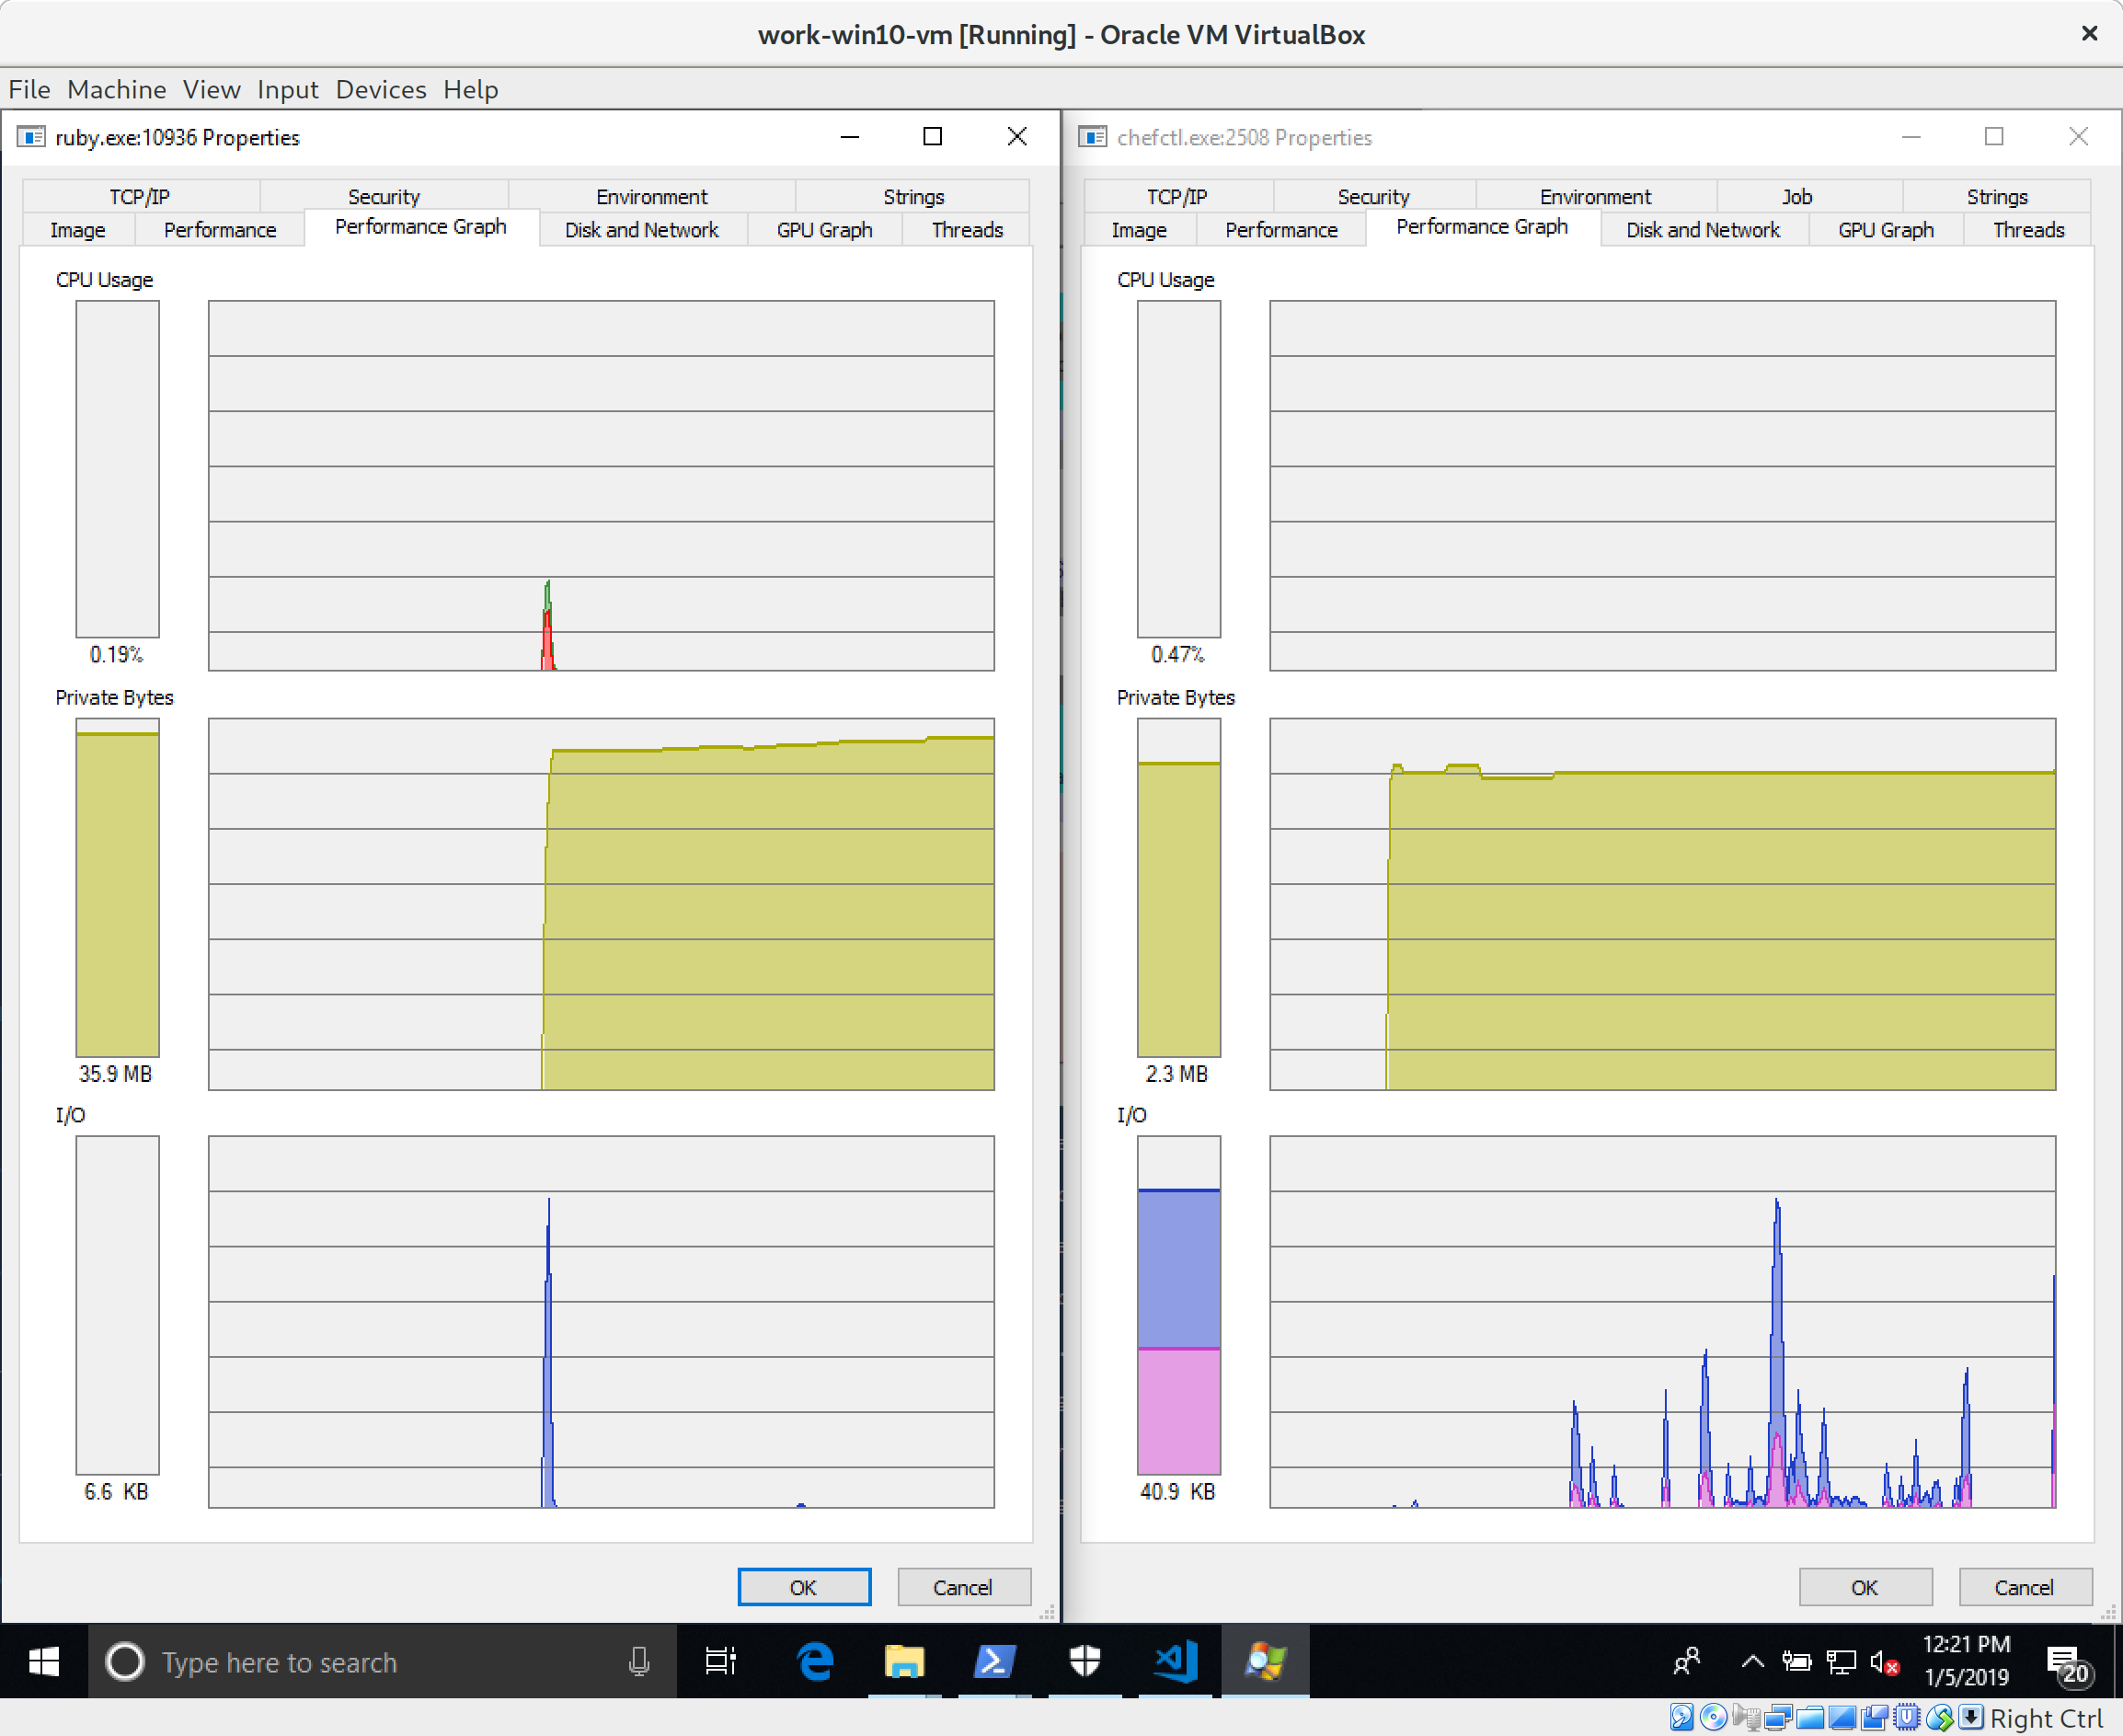 work-win10-vm [Running] - Oracle VM VirtualBox
File Machine View Input Devices Help
ruby.exe:10936 Properties
TCP/IP Security Environment Strings
Image Performance Performance Graph Disk and Network GPU Graph Threads
CPU Usage
0.19%
Private Bytes
35.9 MB
I/O
6.6 KB
OK Cancel
chefctl.exe:2508 Properties
TCP/IP Security Environment Job Strings
Image Performance Performance Graph Disk and Network GPU Graph Threads
CPU Usage
0.47%
Private Bytes
2.3 MB
I/O
40.9 KB
OK Cancel
Type here to search
12:21 PM
1/5/2019
20
Right Ctrl